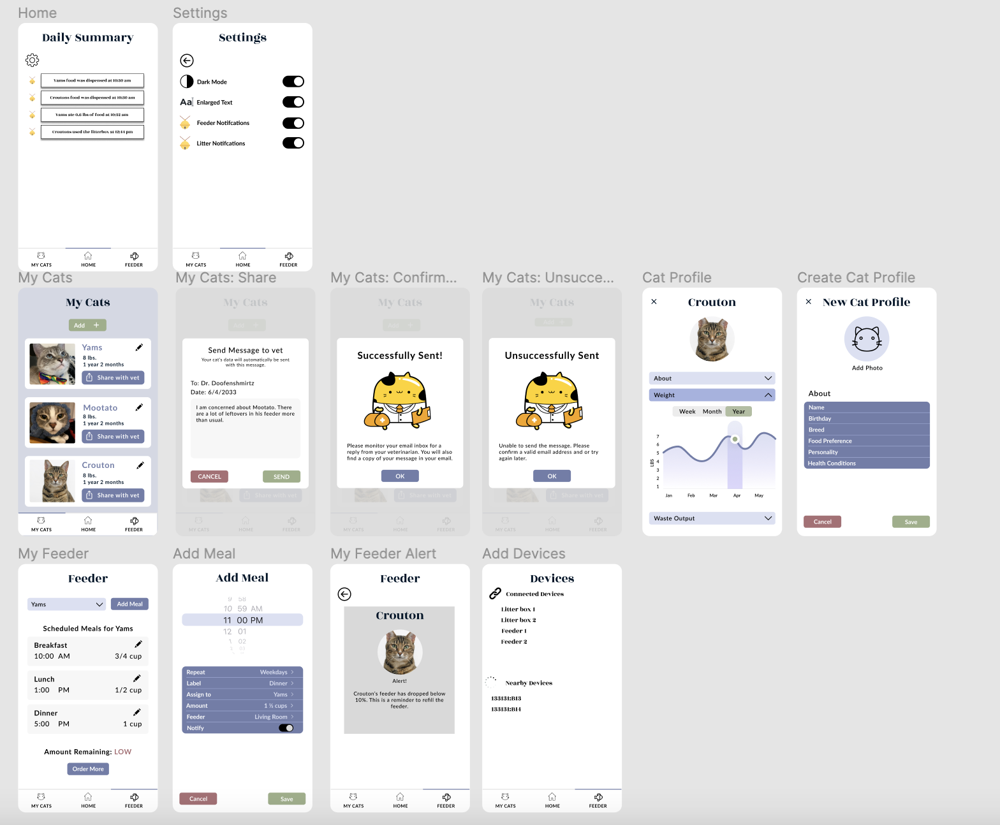 Home
Daily Summary
Yams food was dispensed at 10:30 am
Croutons food was dispensed at 10:30 am
Yams ate 0.6 lbs of food at 10:32 am
Croutons used the litterbox at 12:44 pm
MY CATS
HOME
FEEDER
Settings
Settings
Dark Mode
Aa Enlarged Text
Feeder Notifcations
Litter Notifcations
MY CATS
HOME
FEEDER
My Cats
My Cats
Add +
Yams
8 lbs.
1 year 2 months
Share with vet
Mootato
8 lbs.
1 year 2 months
Share with vet
Crouton
8 lbs.
1 year 2 months
Share with vet
MY CATS
HOME
FEEDER
My Cats: Share
My Cats
Add +
Send Message to vet
Your cat's data will automatically be sent
with this message.
To: Dr. Doofenshmirtz
Date: 6/4/2033
I am concerned about Mootato. There
are a lot of leftovers in his feeder more
than usual.
CANCEL
SEND
Share with vet
MY CATS
HOME
FEEDER
My Cats: Confirm...
My Cats
Add +
Successfully Sent!
Please monitor your email inbox for a
reply from your veterinarian. You will also
find a copy of your message in your email.
OK
Share with vet
MY CATS
HOME
FEEDER
My Cats: Unsucce...
My Cats
Add +
Unsuccessfully Sent
Unable to send the message. Please
confirm a valid email address and or try
again later.
OK
Share with vet
MY CATS
HOME
FEEDER
Cat Profile
Crouton
About
Weight
Week Month Year
LBS
7
6
5
4
3
2
1
Jan Feb Mar Apr May
Waste Output
Create Cat Profile
New Cat Profile
Add Photo
About
Name
Birthday
Breed
Food Preference
Personality
Health Conditions
Cancel
Save
My Feeder
Feeder
Yams
Add Meal
Scheduled Meals for Yams
Breakfast
10:00 AM 3/4 cup
Lunch
1:00 PM 1/2 cup
Dinner
5:00 PM 1 cup
Amount Remaining: LOW
Order More
MY CATS
HOME
FEEDER
Add Meal
Add Meal
9 58
10 59 AM
11 00 PM
12 01
1 02
03
Repeat Weekdays
Label Dinner
Assign to Yams
Amount 1 ½ cups
Feeder Living Room
Notify
Cancel
Save
My Feeder Alert
Feeder
Crouton
Alert!
Crouton's feeder has dropped below
10%. This is a reminder to refill the
feeder.
MY CATS
HOME
FEEDER
Add Devices
Devices
Connected Devices
Litter box 1
Litter box 2
Feeder 1
Feeder 2
Nearby Devices
133131:B13
133131:B14
MY CATS
HOME
FEEDER